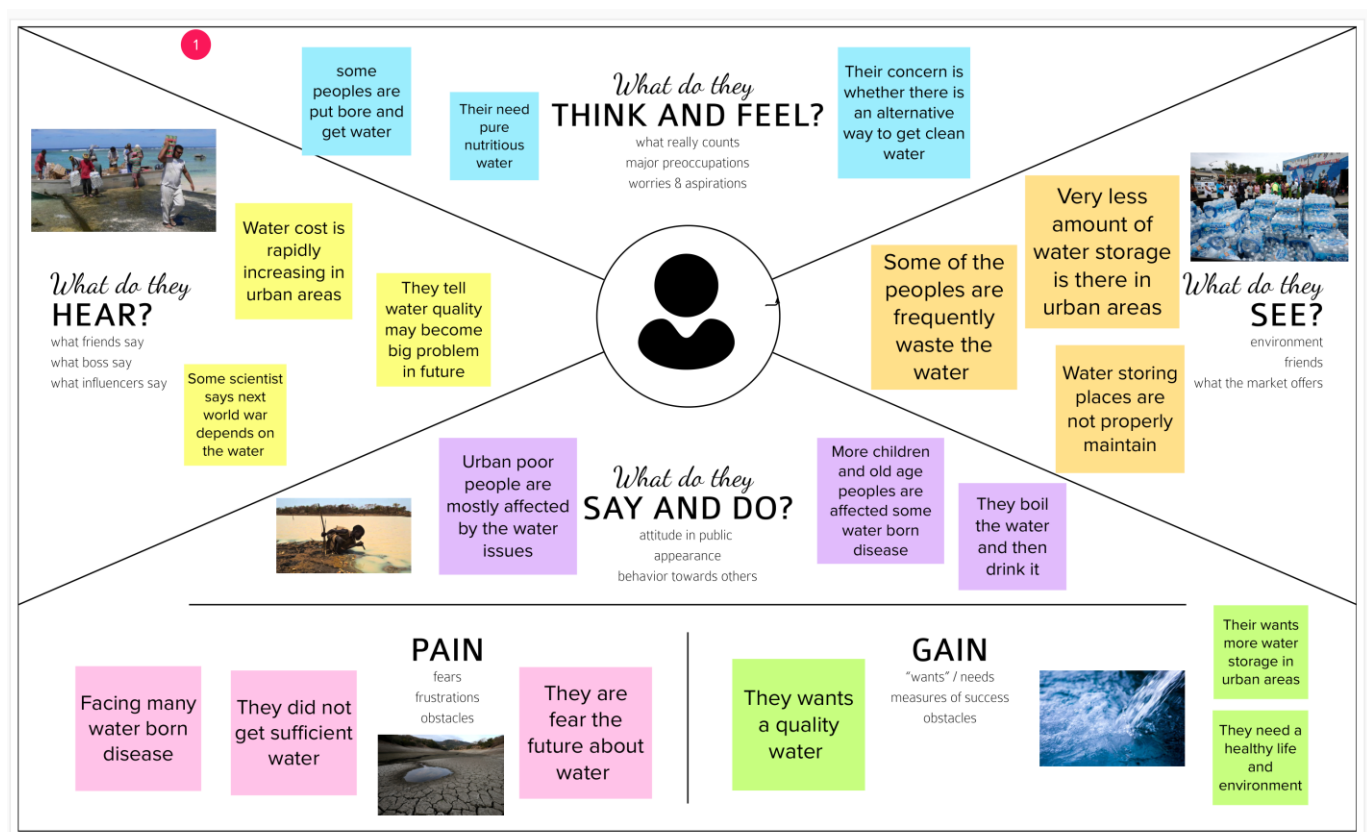 1
some
peoples are
put bore and
get water
Their need
pure
nutritious
water
What do they
THINK AND FEEL?
what really counts
major preoccupations
worries & aspirations
Their concern is
whether there is
an alternative
way to get clean
water
What do they
HEAR?
what friends say
what boss say
what influencers say
Water cost is
rapidly
increasing in
urban areas
They tell
water quality
may become
big problem
in future
Some scientist
says next
world war
depends on
the water
Some of the
peoples are
frequently
waste the
water
Very less
amount of
water storage
is there in
urban areas
Water storing
places are
not properly
maintain
What do they
SEE?
environment
friends
what the market offers
Urban poor
people are
mostly affected
by the water
issues
What do they
SAY AND DO?
attitude in public
appearance
behavior towards others
More children
and old age
peoples are
affected some
water born
disease
They boil
the water
and then
drink it
PAIN
fears
frustrations
obstacles
Facing many
water born
disease
They did not
get sufficient
water
They are
fear the
future about
water
GAIN
“wants” / needs
measures of success
obstacles
They wants
a quality
water
Their wants
more water
storage in
urban areas
They need a
healthy life
and
environment